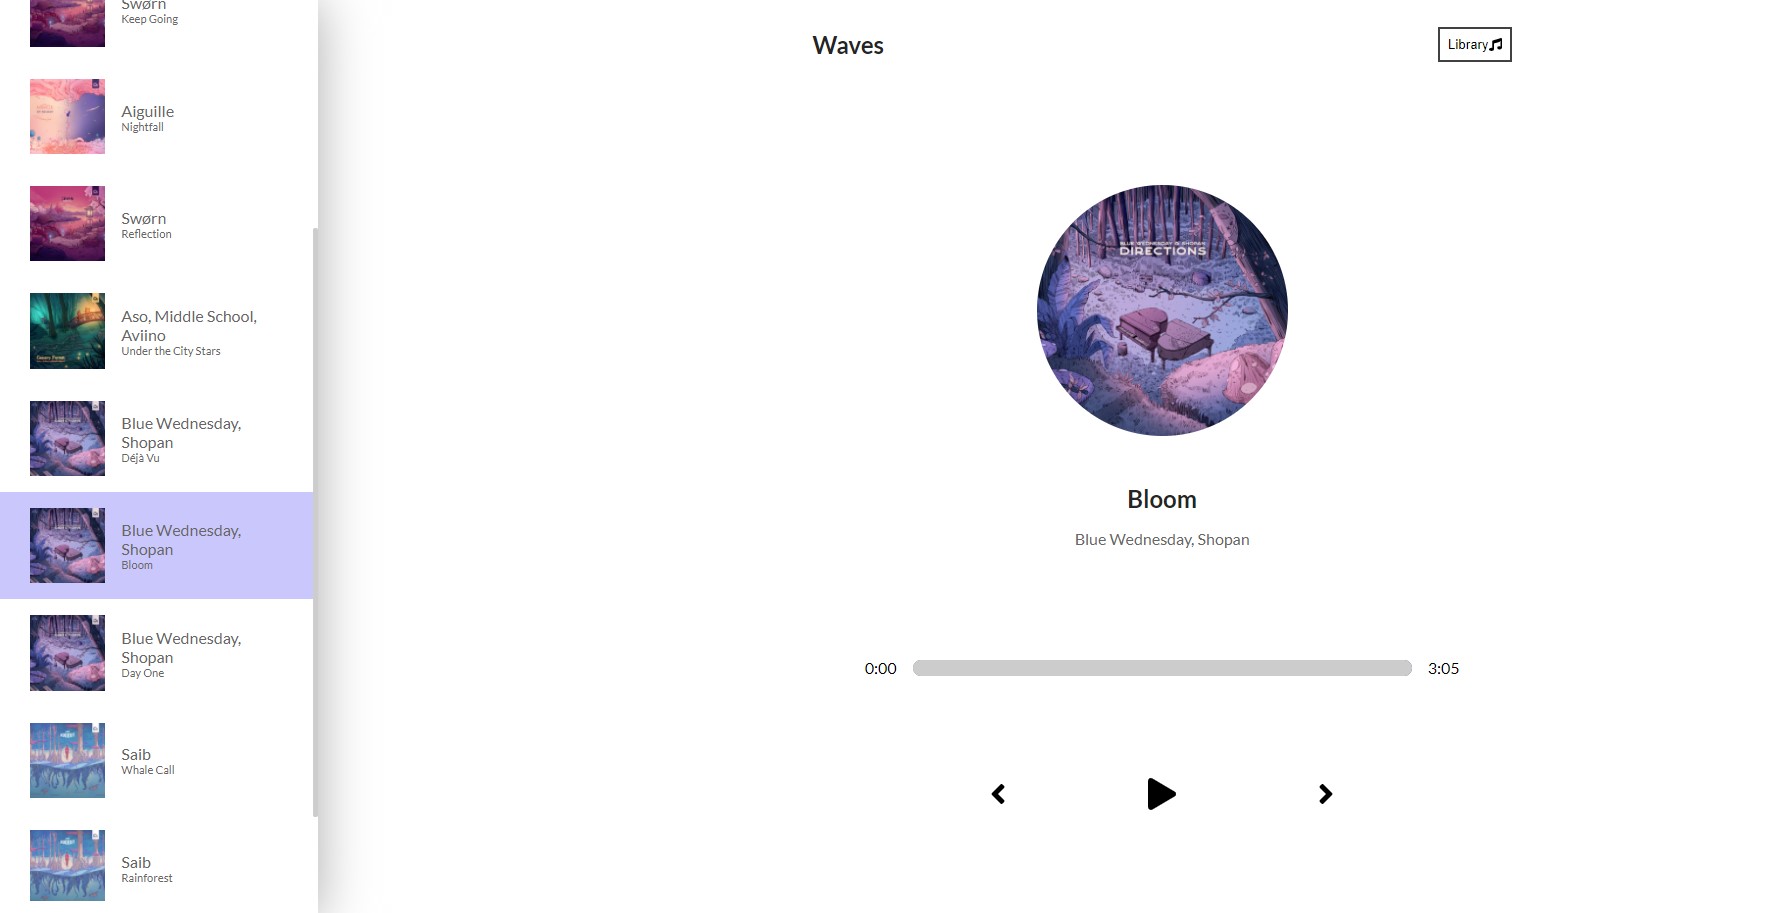 Swørn
Keep Going
Aiguille
Nightfall
Swørn
Reflection
Aso, Middle School,
Aviino
Under the City Stars
Blue Wednesday,
Shopan
Déjà Vu
Blue Wednesday,
Shopan
Bloom
Blue Wednesday,
Shopan
Day One
Saib
Whale Call
Saib
Rainforest
Waves
Library
BLUE WEDNESDAY
SHOPAN
DIRECTIONS
Bloom
Blue Wednesday, Shopan
0:00
3:05